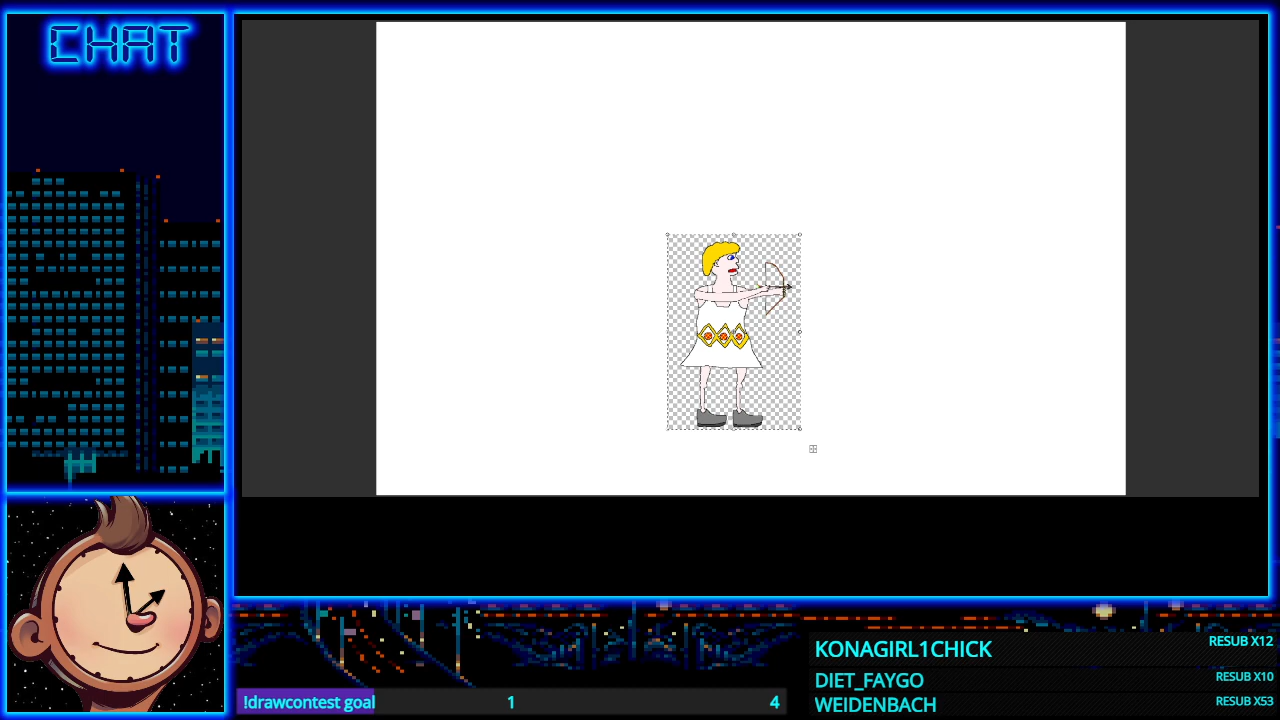 CHAT
KONAGIRL1CHICK RESUB X12
DIET_FAYGO RESUB X10
WEIDENBACH RESUB X53
!drawcontest goal 1 4